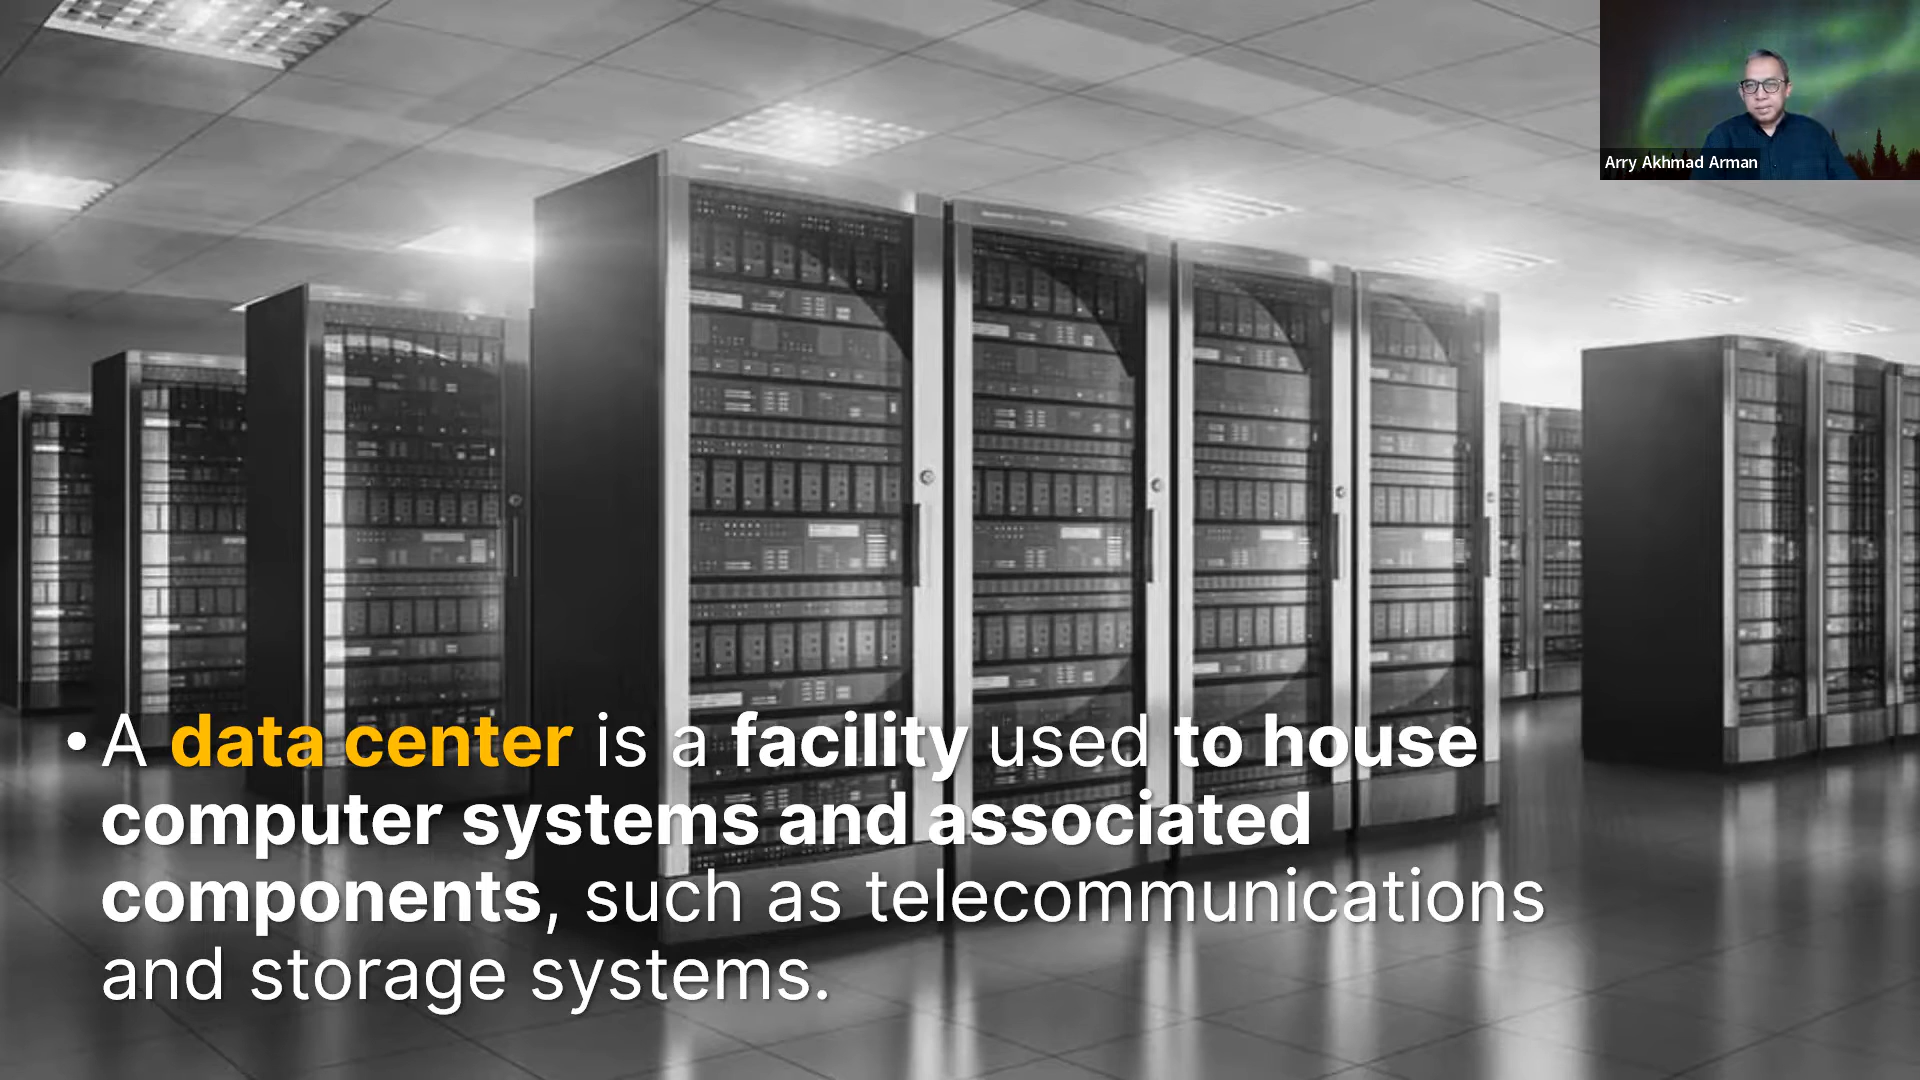 Arry Akhmad Arman
• A data center is a facility used to house
computer systems and associated
components, such as telecommunications
and storage systems.